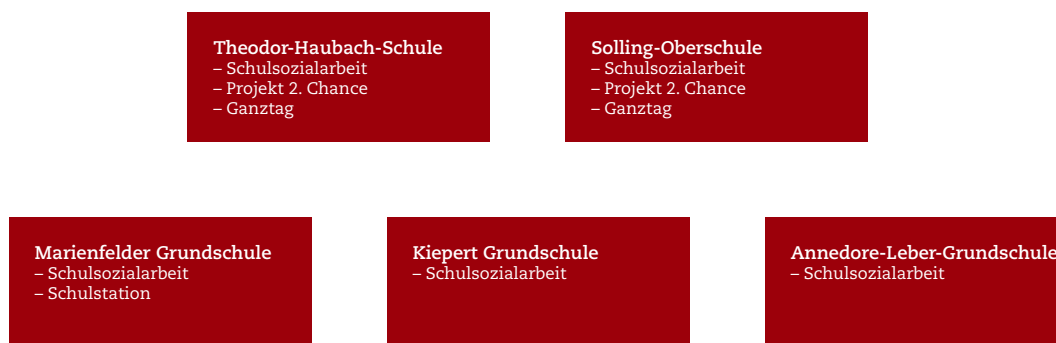 Theodor-Haubach-Schule
– Schulsozialarbeit
– Projekt 2. Chance
– Ganztag
Solling-Oberschule
– Schulsozialarbeit
– Projekt 2. Chance
– Ganztag
Marienfelder Grundschule
– Schulsozialarbeit
– Schulstation
Kiepert Grundschule
– Schulsozialarbeit
Annedore-Leber-Grundschule
– Schulsozialarbeit